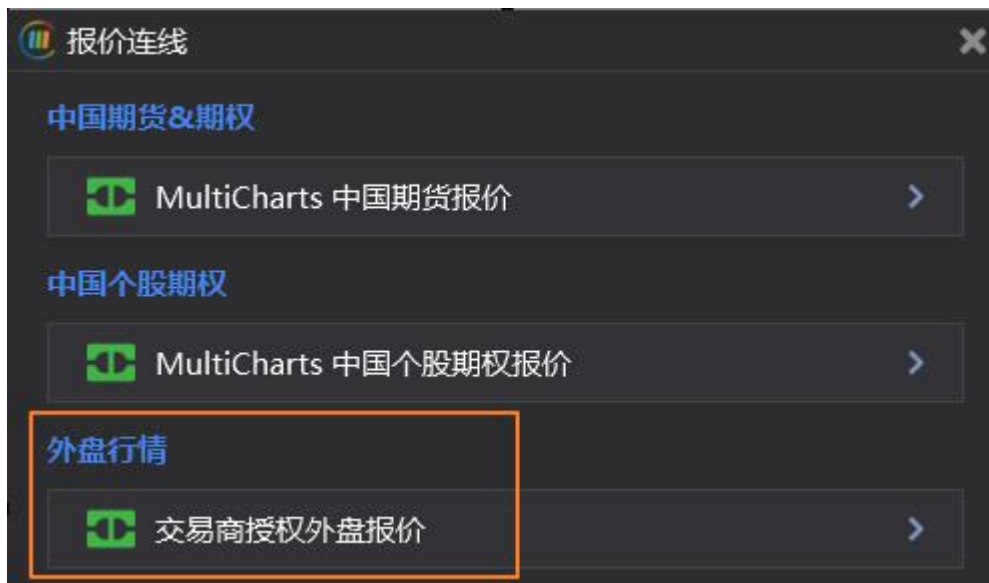 报价连线
中国期货&期权
MultiCharts 中国期货报价
中国个股期权
MultiCharts 中国个股期权报价
外盘行情
交易商授权外盘报价